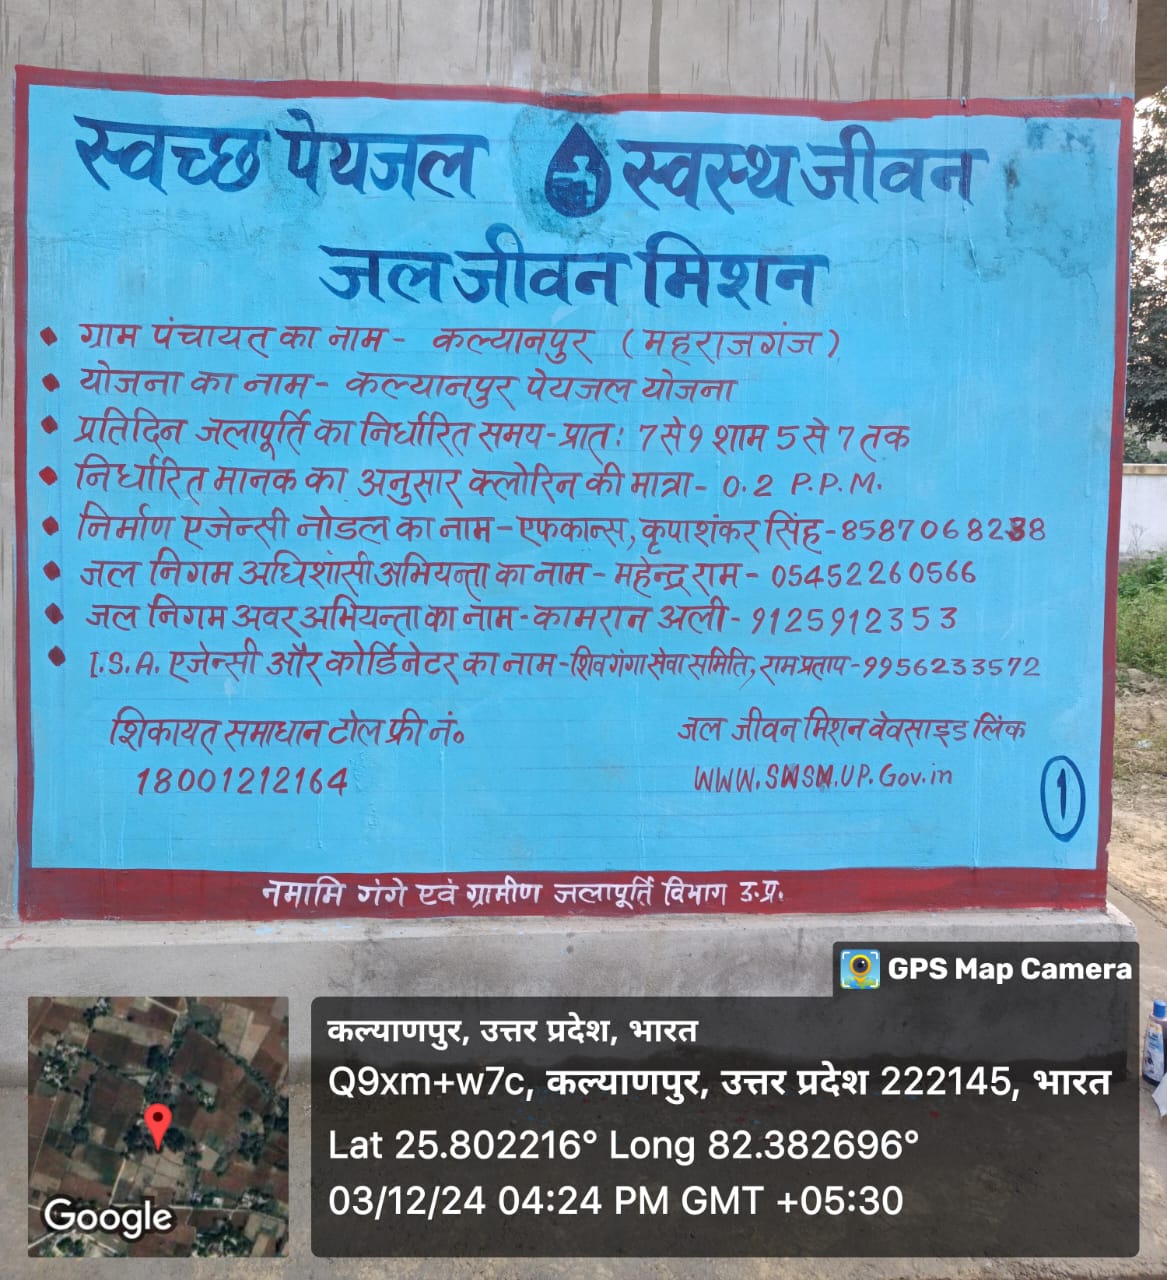 स्वच्छ पेयजल स्वस्थ जीवन
जल जीवन मिशन
ग्राम पंचायत का नाम - कल्यानपुर (महराजगंज)
योजना का नाम - कल्यानपुर पेयजल योजना
प्रतिदिन जलापूर्ति का निर्धारित समय - प्रातः 7 से 9 शाम 5 से 7 तक
निर्धारित मानक का अनुसार क्लोरिन की मात्रा - 0.2 P.P.M.
निर्माण एजेन्सी नोडल का नाम - एफकान्स, कृपाशंकर सिंह - 8587068238
जल निगम अधिशांसी अभियन्ता का नाम - महेन्द्र राम - 05452260566
जल निगम अवर अभियन्ता का नाम - कामरान अली - 9125912353
I.S.A. एजेन्सी और कोर्डिनेटर का नाम - शिव गंगा सेवा समिति, राम प्रताप - 9956233572
शिकायत समाधान टोल फ्री नं०
18001212164
जल जीवन मिशन वेवसाइड लिंक
WWW.SWSM.UP.Gov.in
1
नमामि गंगे एवं ग्रामीण जलापूर्ति विभाग उ.प्र.
GPS Map Camera
कल्याणपुर, उत्तर प्रदेश, भारत
Q9xm+w7c, कल्याणपुर, उत्तर प्रदेश 222145, भारत
Lat 25.802216° Long 82.382696°
03/12/24 04:24 PM GMT +05:30
Google